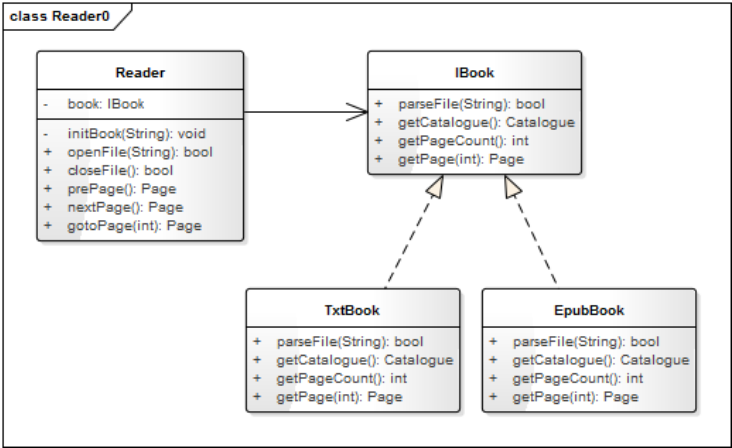 class Reader0
Reader
- book: IBook
- initBook(String): void
+ openFile(String): bool
+ closeFile(): bool
+ prePage(): Page
+ nextPage(): Page
+ gotoPage(int): Page
IBook
+ parseFile(String): bool
+ getCatalogue(): Catalogue
+ getPageCount(): int
+ getPage(int): Page
TxtBook
+ parseFile(String): bool
+ getCatalogue(): Catalogue
+ getPageCount(): int
+ getPage(int): Page
EpubBook
+ parseFile(String): bool
+ getCatalogue(): Catalogue
+ getPageCount(): int
+ getPage(int): Page